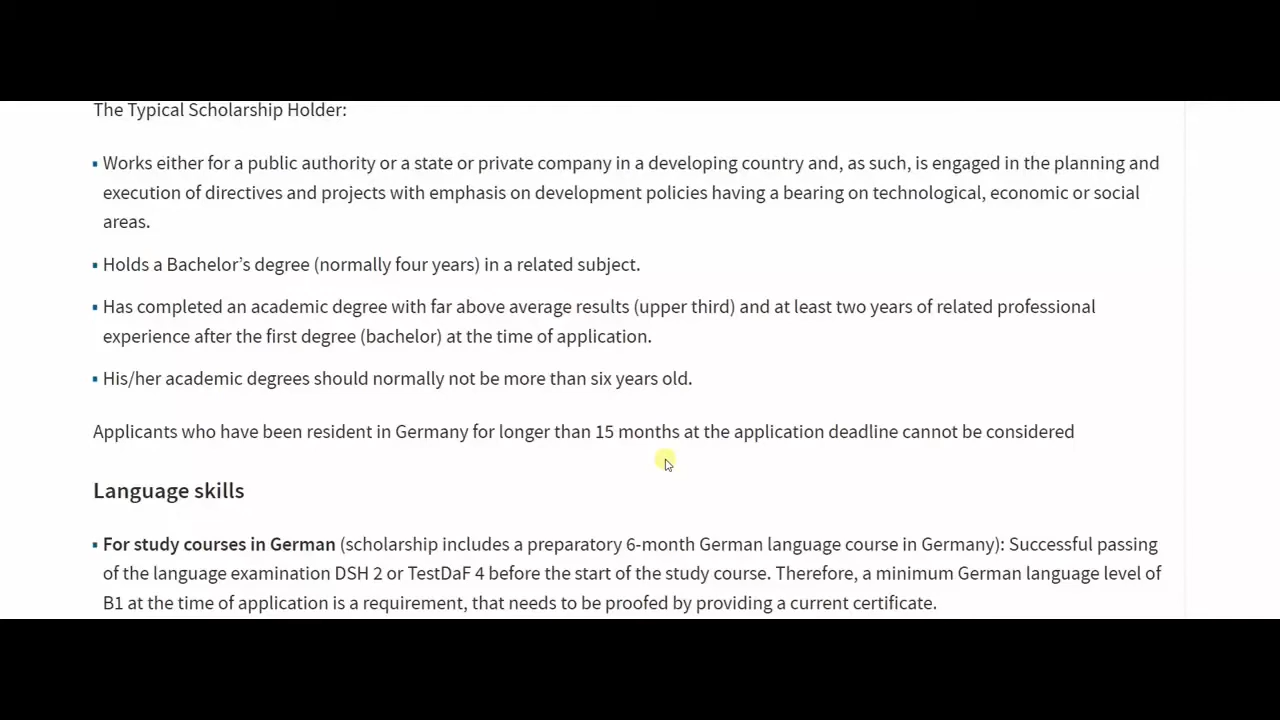 The Typical Scholarship Holder:
▪ Works either for a public authority or a state or private company in a developing country and, as such, is engaged in the planning and
execution of directives and projects with emphasis on development policies having a bearing on technological, economic or social
areas.
▪ Holds a Bachelor’s degree (normally four years) in a related subject.
▪ Has completed an academic degree with far above average results (upper third) and at least two years of related professional
experience after the first degree (bachelor) at the time of application.
▪ His/her academic degrees should normally not be more than six years old.
Applicants who have been resident in Germany for longer than 15 months at the application deadline cannot be considered
Language skills
▪ For study courses in German (scholarship includes a preparatory 6-month German language course in Germany): Successful passing
of the language examination DSH 2 or TestDaF 4 before the start of the study course. Therefore, a minimum German language level of
B1 at the time of application is a requirement, that needs to be proofed by providing a current certificate.